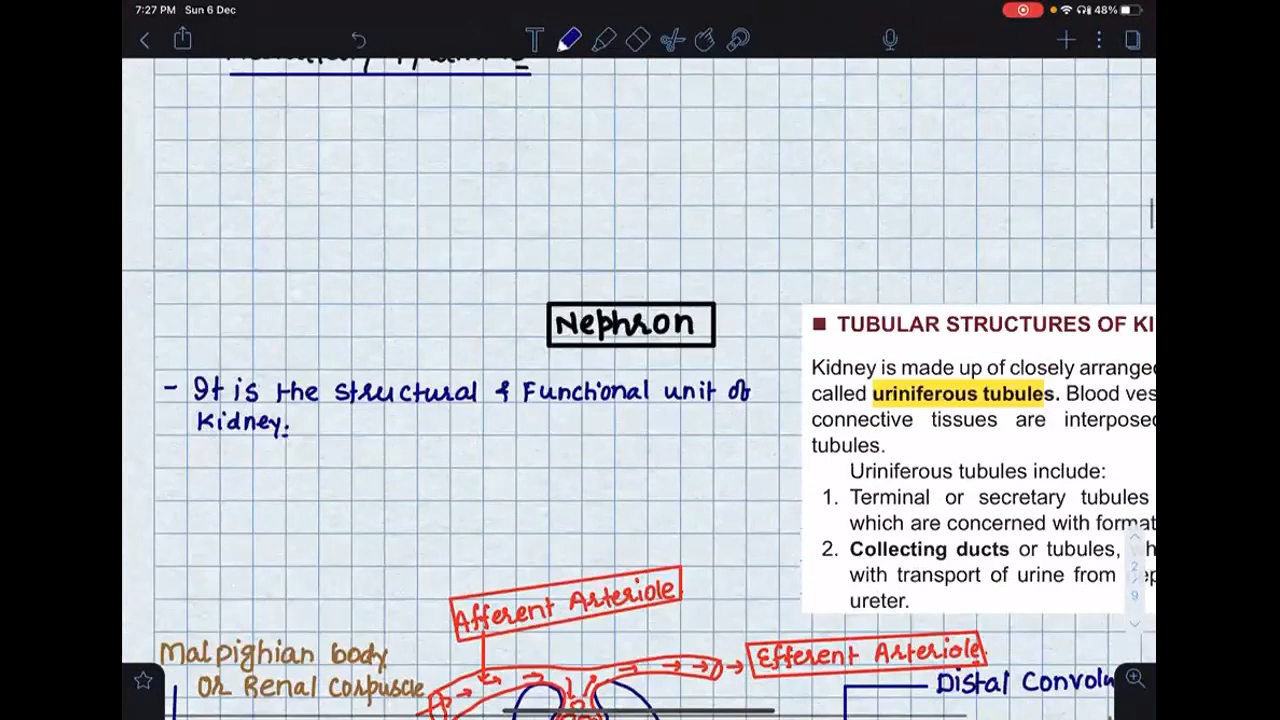 7:27 PM Sun 6 Dec
48%
Nephron
- It is the structural & Functional unit of
Kidney.
■ TUBULAR STRUCTURES OF KI
Kidney is made up of closely arrange
called uriniferous tubules. Blood ves
connective tissues are interpose
tubules.
Uriniferous tubules include:
1. Terminal or secretary tubules
which are concerned with format
2. Collecting ducts or tubules,
with transport of urine from
ureter.
2
9
Afferent Arteriole
Malpighian body
Or Renal Corpuscle
Efferent Arteriole
Distal Convolu